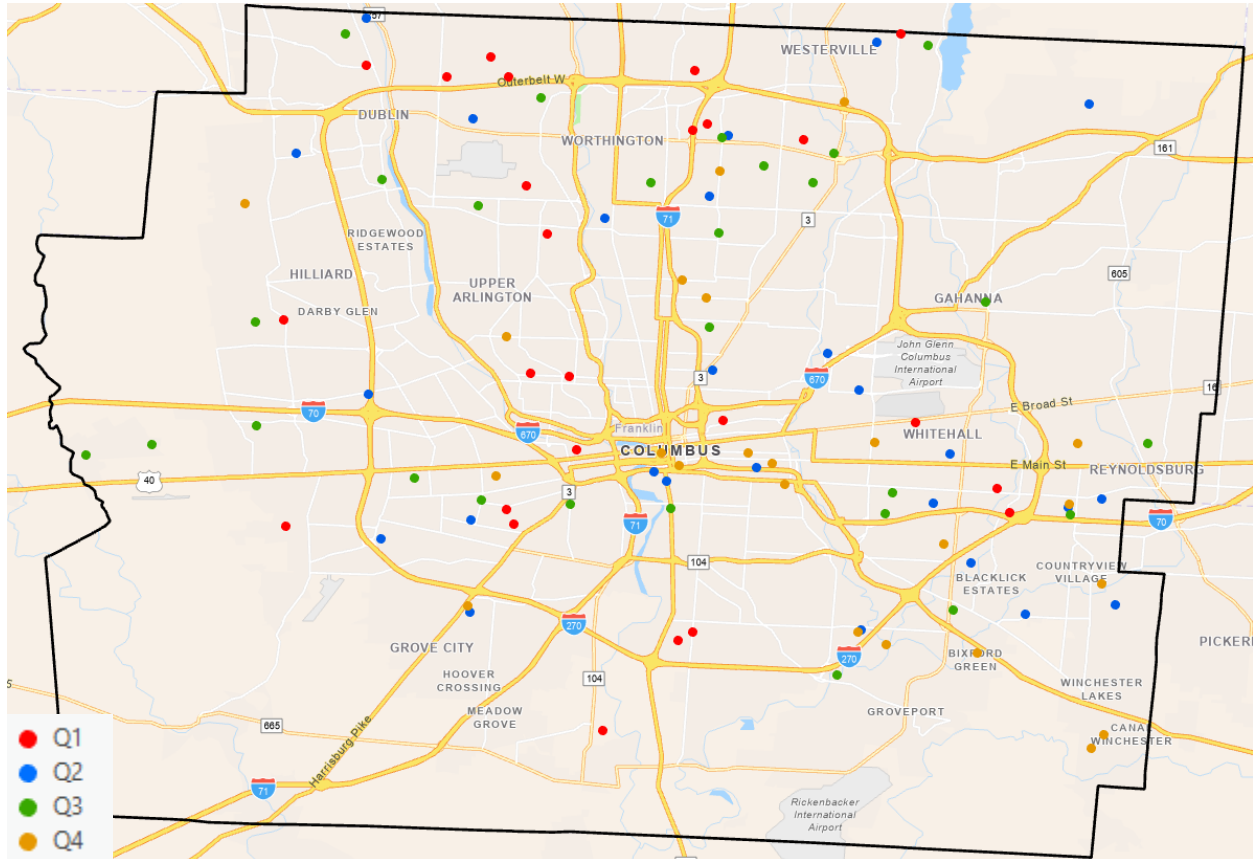 57
WESTERVILLE
Outerbelt W
DUBLIN
WORTHINGTON
161
71
3
RIDGEWOOD
ESTATES
HILLIARD
UPPER
ARLINGTON
605
GAHANNA
DARBY GLEN
John Glenn
Columbus
International
Airport
3
670
16
70
E Broad St
670
Franklin
WHITEHALL
COLUMBUS
E Main St
REYNOLDSBURG
40
3
71
70
104
COUNTRYVIEW
VILLAGE
BLACKLICK
ESTATES
270
GROVE CITY
BIXFORD
GREEN
PICKER
270
HOOVER
CROSSING
104
WINCHESTER
LAKES
MEADOW
GROVE
GROVEPORT
665
Harrisburg Pike
CANAL
WINCHESTER
71
Rickenbacker
International
Airport
Q1
Q2
Q3
Q4